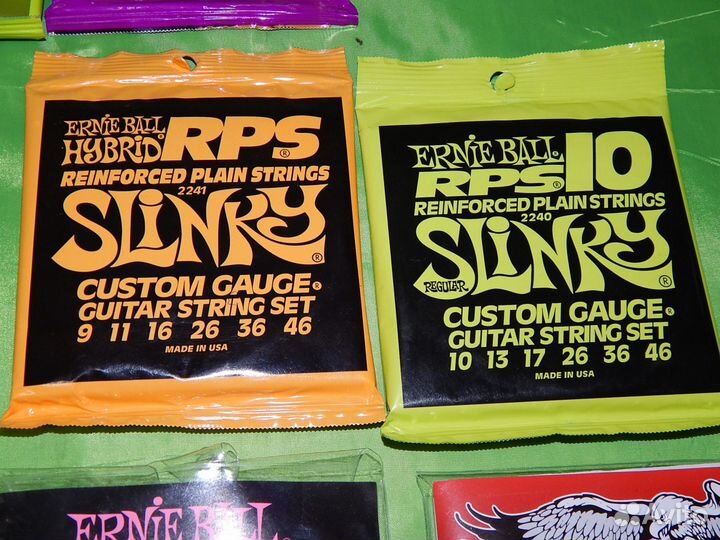 ERNIE BALL
HYBRID RPS®
REINFORCED PLAIN STRINGS
2241
SLINKY®
CUSTOM GAUGE®
GUITAR STRING SET
9 11 16 26 36 46
MADE IN USA
ERNIE BALL®
RPS® 10
REINFORCED PLAIN STRINGS
2240
REGULAR SLINKY®
CUSTOM GAUGE®
GUITAR STRING SET
10 13 17 26 36 46
MADE IN USA
ERNIE BALL
Avito